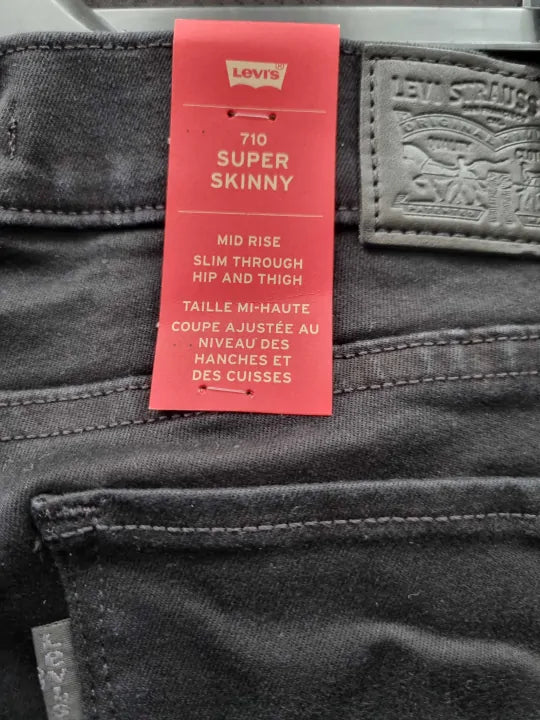 Levi's
710
SUPER
SKINNY
MID RISE
SLIM THROUGH
HIP AND THIGH
TAILLE MI-HAUTE
COUPE AJUSTÉE AU
NIVEAU DES
HANCHES ET
DES CUISSES
LEVI STRAUSS
ORIGINAL
LEVI'S